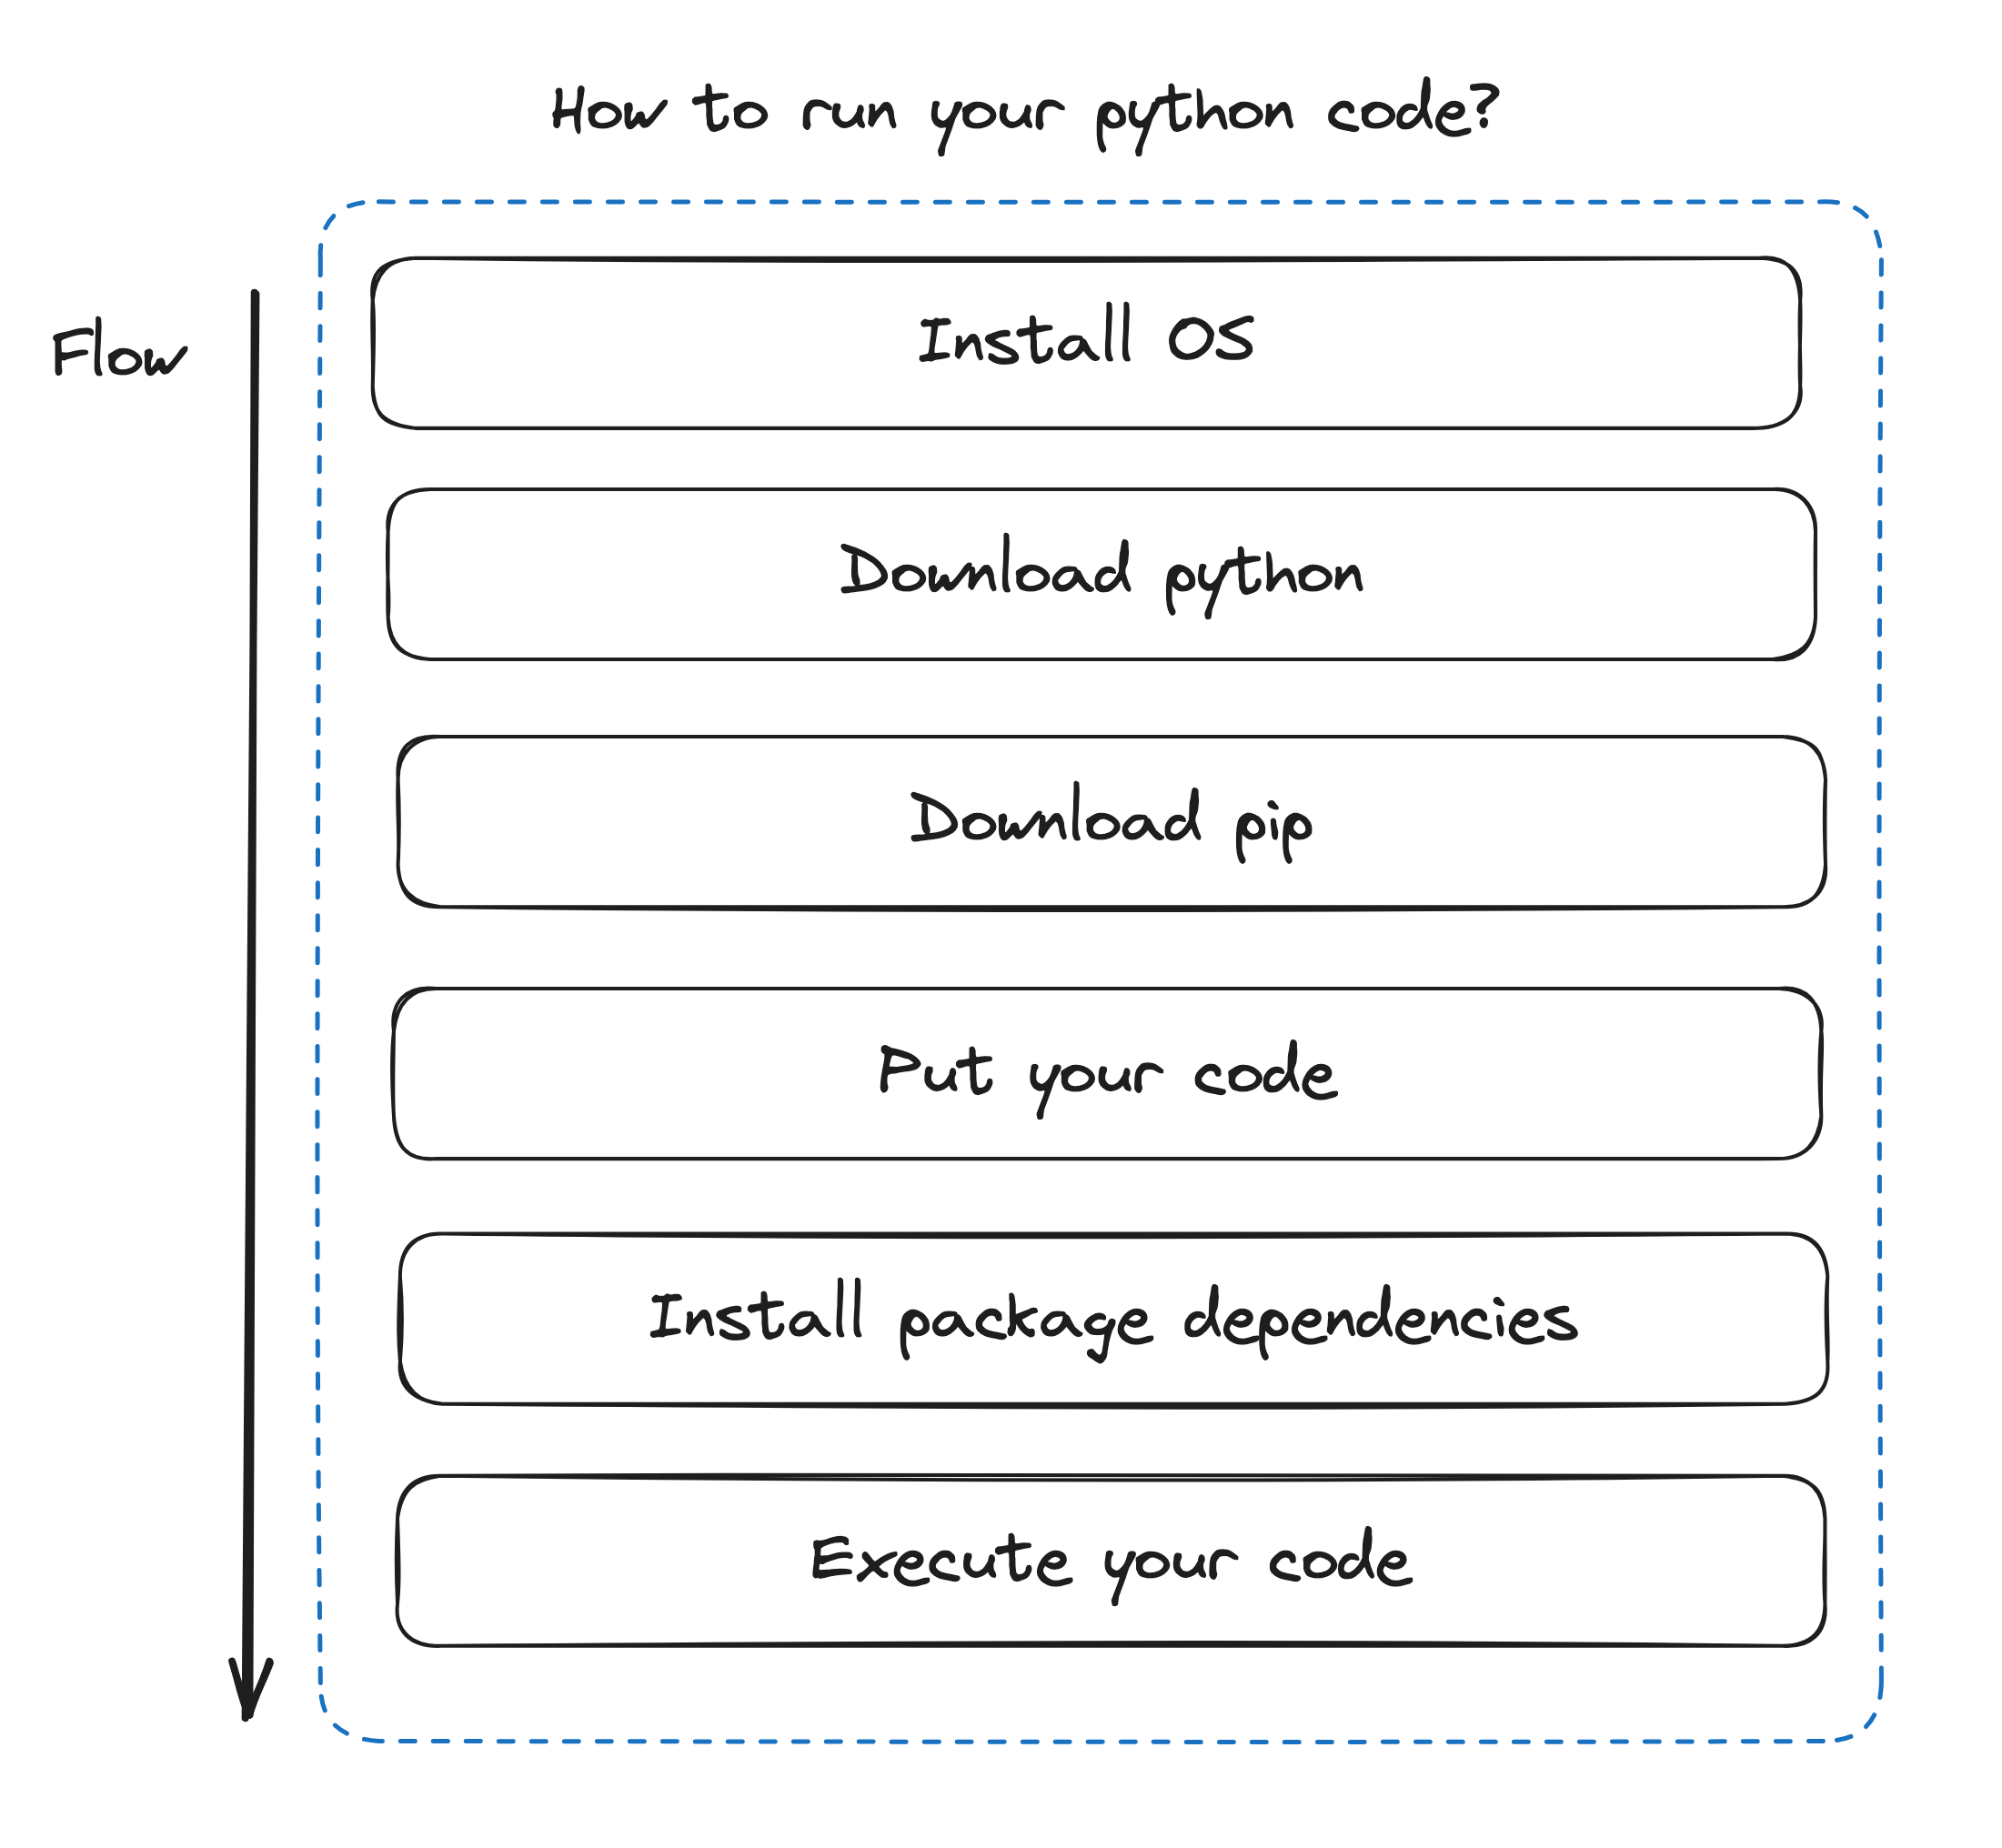 How to run your python code?
Flow
Install OS
Download python
Download pip
Put your code
Install package dependencies
Execute your code